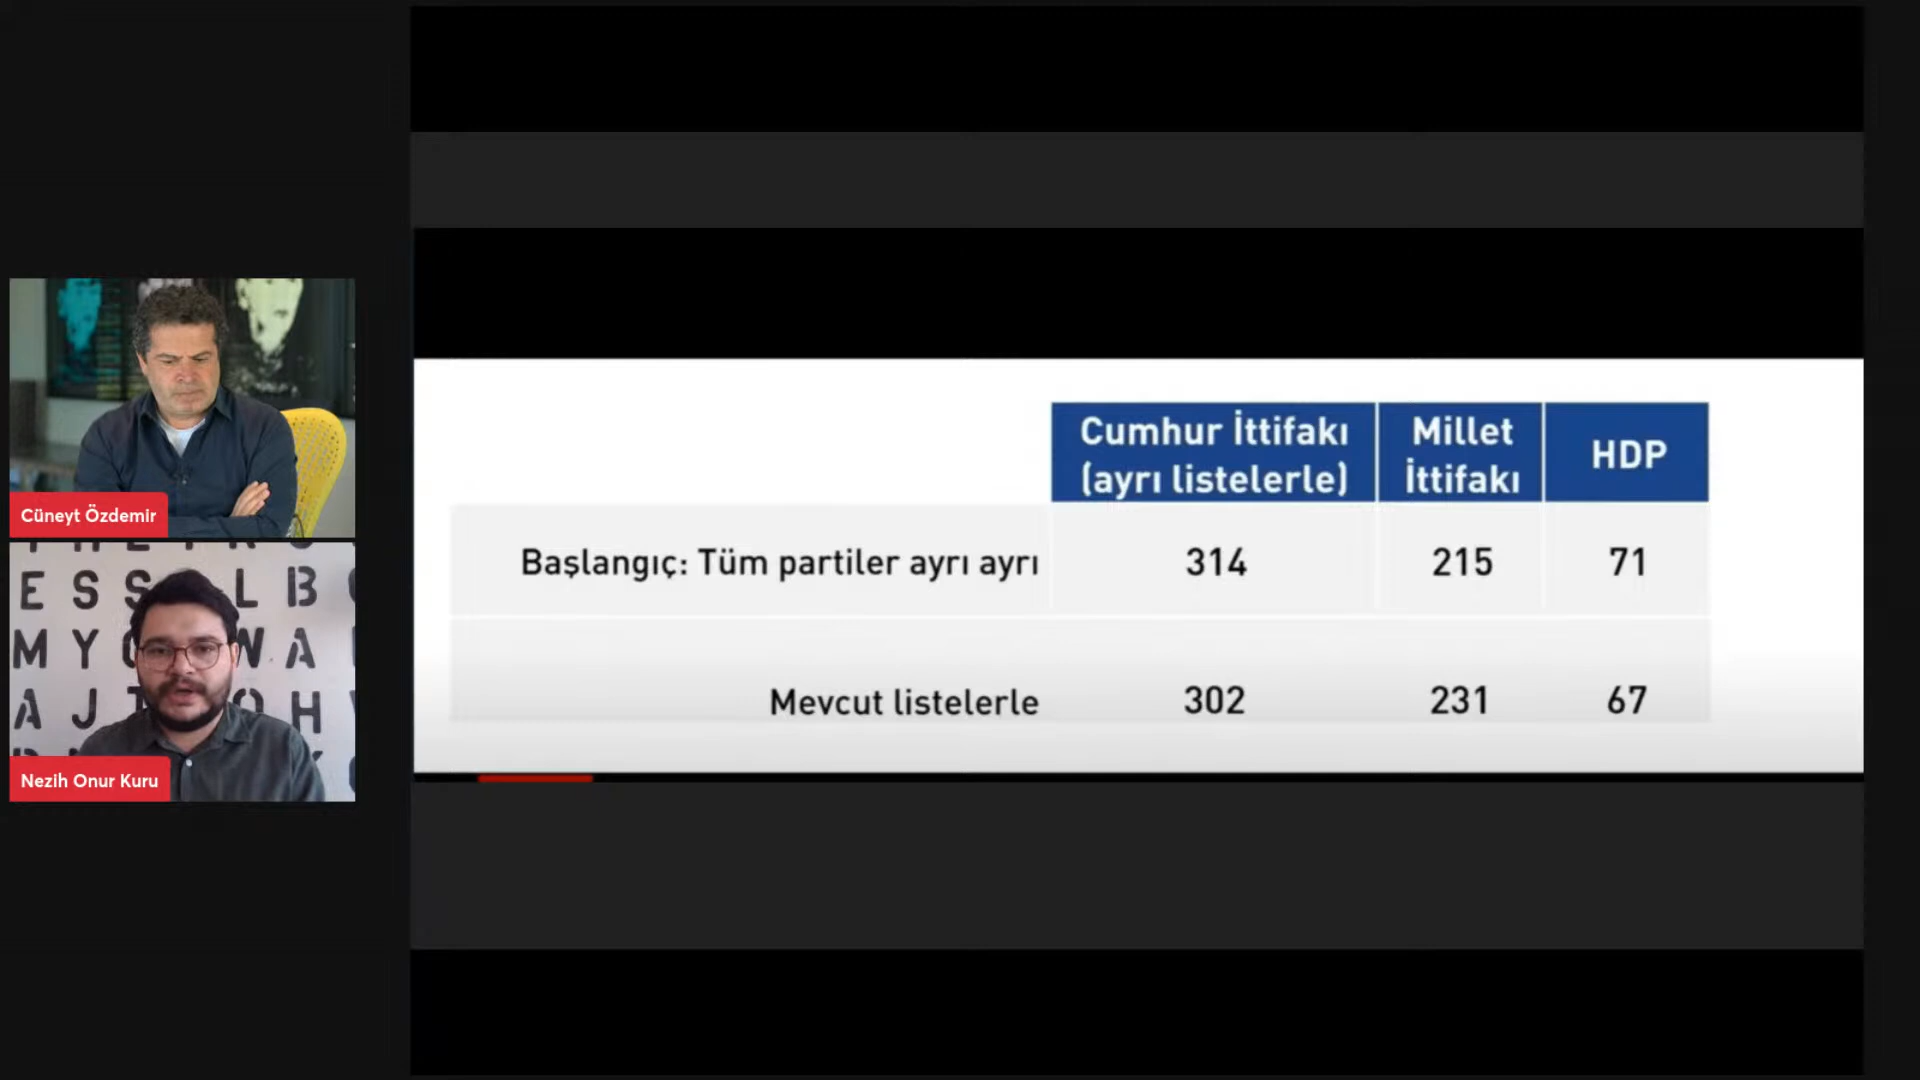 Cumhur İttifakı
(ayrı listelerle)
Millet
İttifakı
HDP
Başlangıç: Tüm partiler ayrı ayrı 314 215 71
Mevcut listelerle 302 231 67
Cüneyt Özdemir
E S S L B
M Y W A
A J H
Nezih Onur Kuru